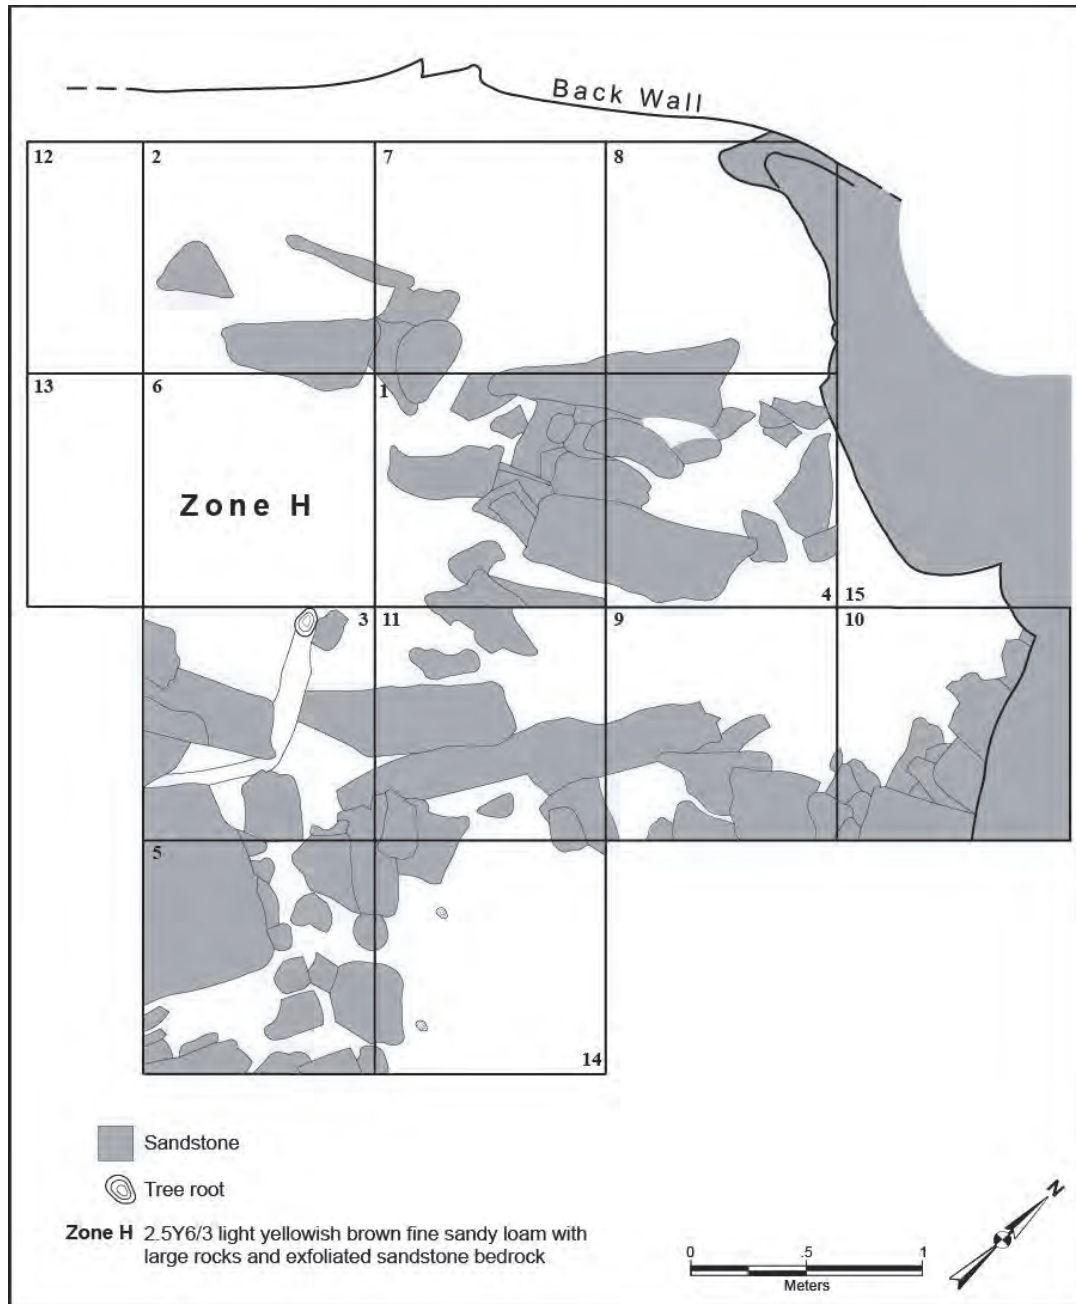 Back Wall
12 2 7 8
13 6 1
Zone H
4 15
3 11 9 10
5
14
Sandstone
Tree root
Zone H 2.5Y6/3 light yellowish brown fine sandy loam with
large rocks and exfoliated sandstone bedrock
N
0 .5 1
Meters